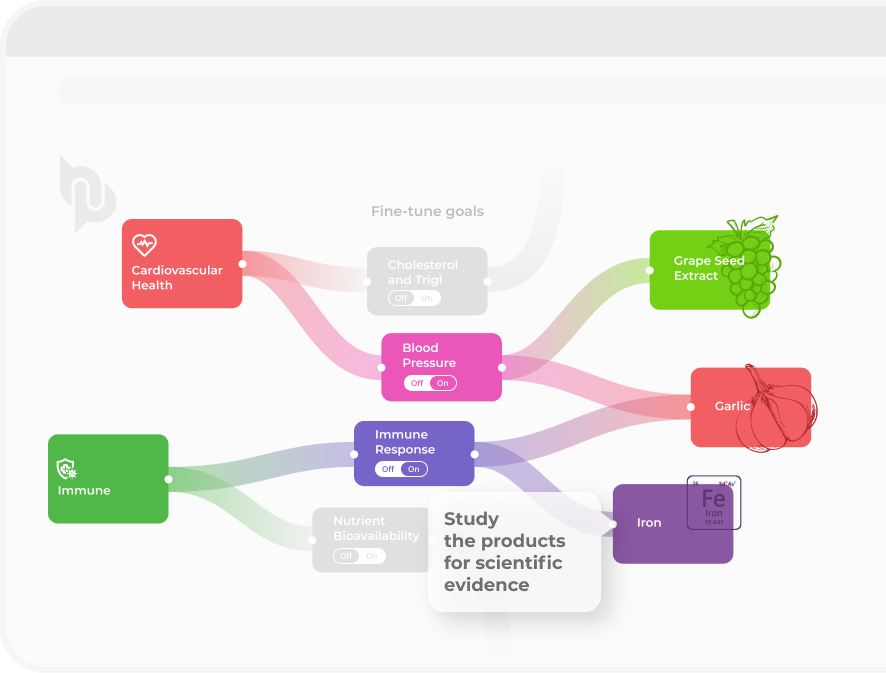 Fine-tune goals
Cardiovascular
Health
Cholesterol
and Trigl
Off On
Grape Seed
Extract
Blood
Pressure
Off On
Garlic
Immune
Response
Off On
Immune
Nutrient
Bioavailability
Off On
Study
the products
for scientific
evidence
Iron
26
Fe
Iron
55.847